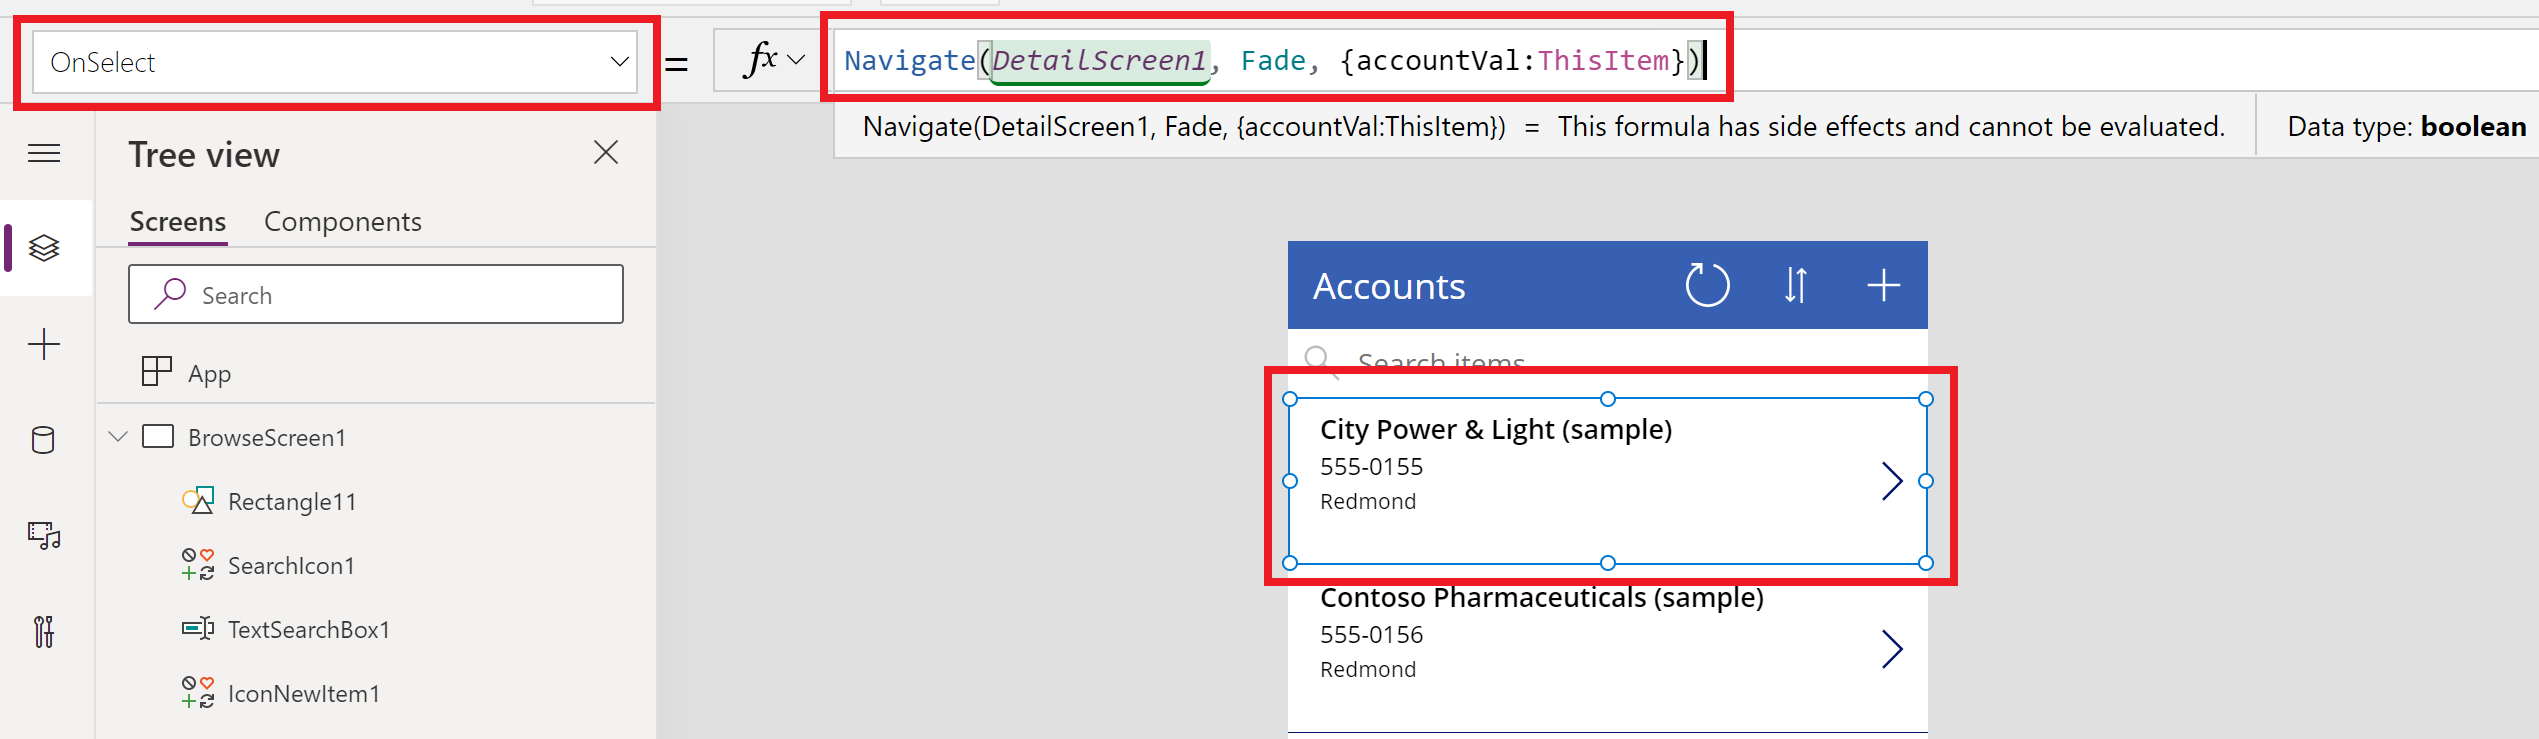 OnSelect
=
fx
Navigate(DetailScreen1, Fade, {accountVal:ThisItem})
Navigate(DetailScreen1, Fade, {accountVal:ThisItem}) = This formula has side effects and cannot be evaluated.
Data type: boolean
Tree view
Screens Components
Search
App
BrowseScreen1
Rectangle11
SearchIcon1
TextSearchBox1
IconNewItem1
Accounts
Search items
City Power & Light (sample)
555-0155
Redmond
Contoso Pharmaceuticals (sample)
555-0156
Redmond